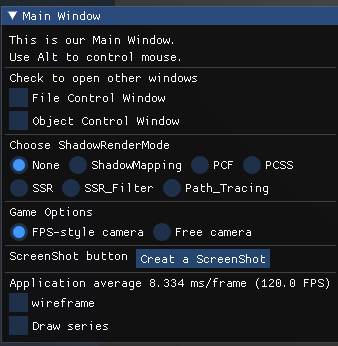 Main Window
This is our Main Window.
Use Alt to control mouse.
Check to open other windows
File Control Window
Object Control Window
Choose ShadowRenderMode
None ShadowMapping PCF PCSS
SSR SSR_Filter Path_Tracing
Game Options
FPS-style camera Free camera
ScreenShot button Creat a ScreenShot
Application average 8.334 ms/frame (120.0 FPS)
wireframe
Draw series